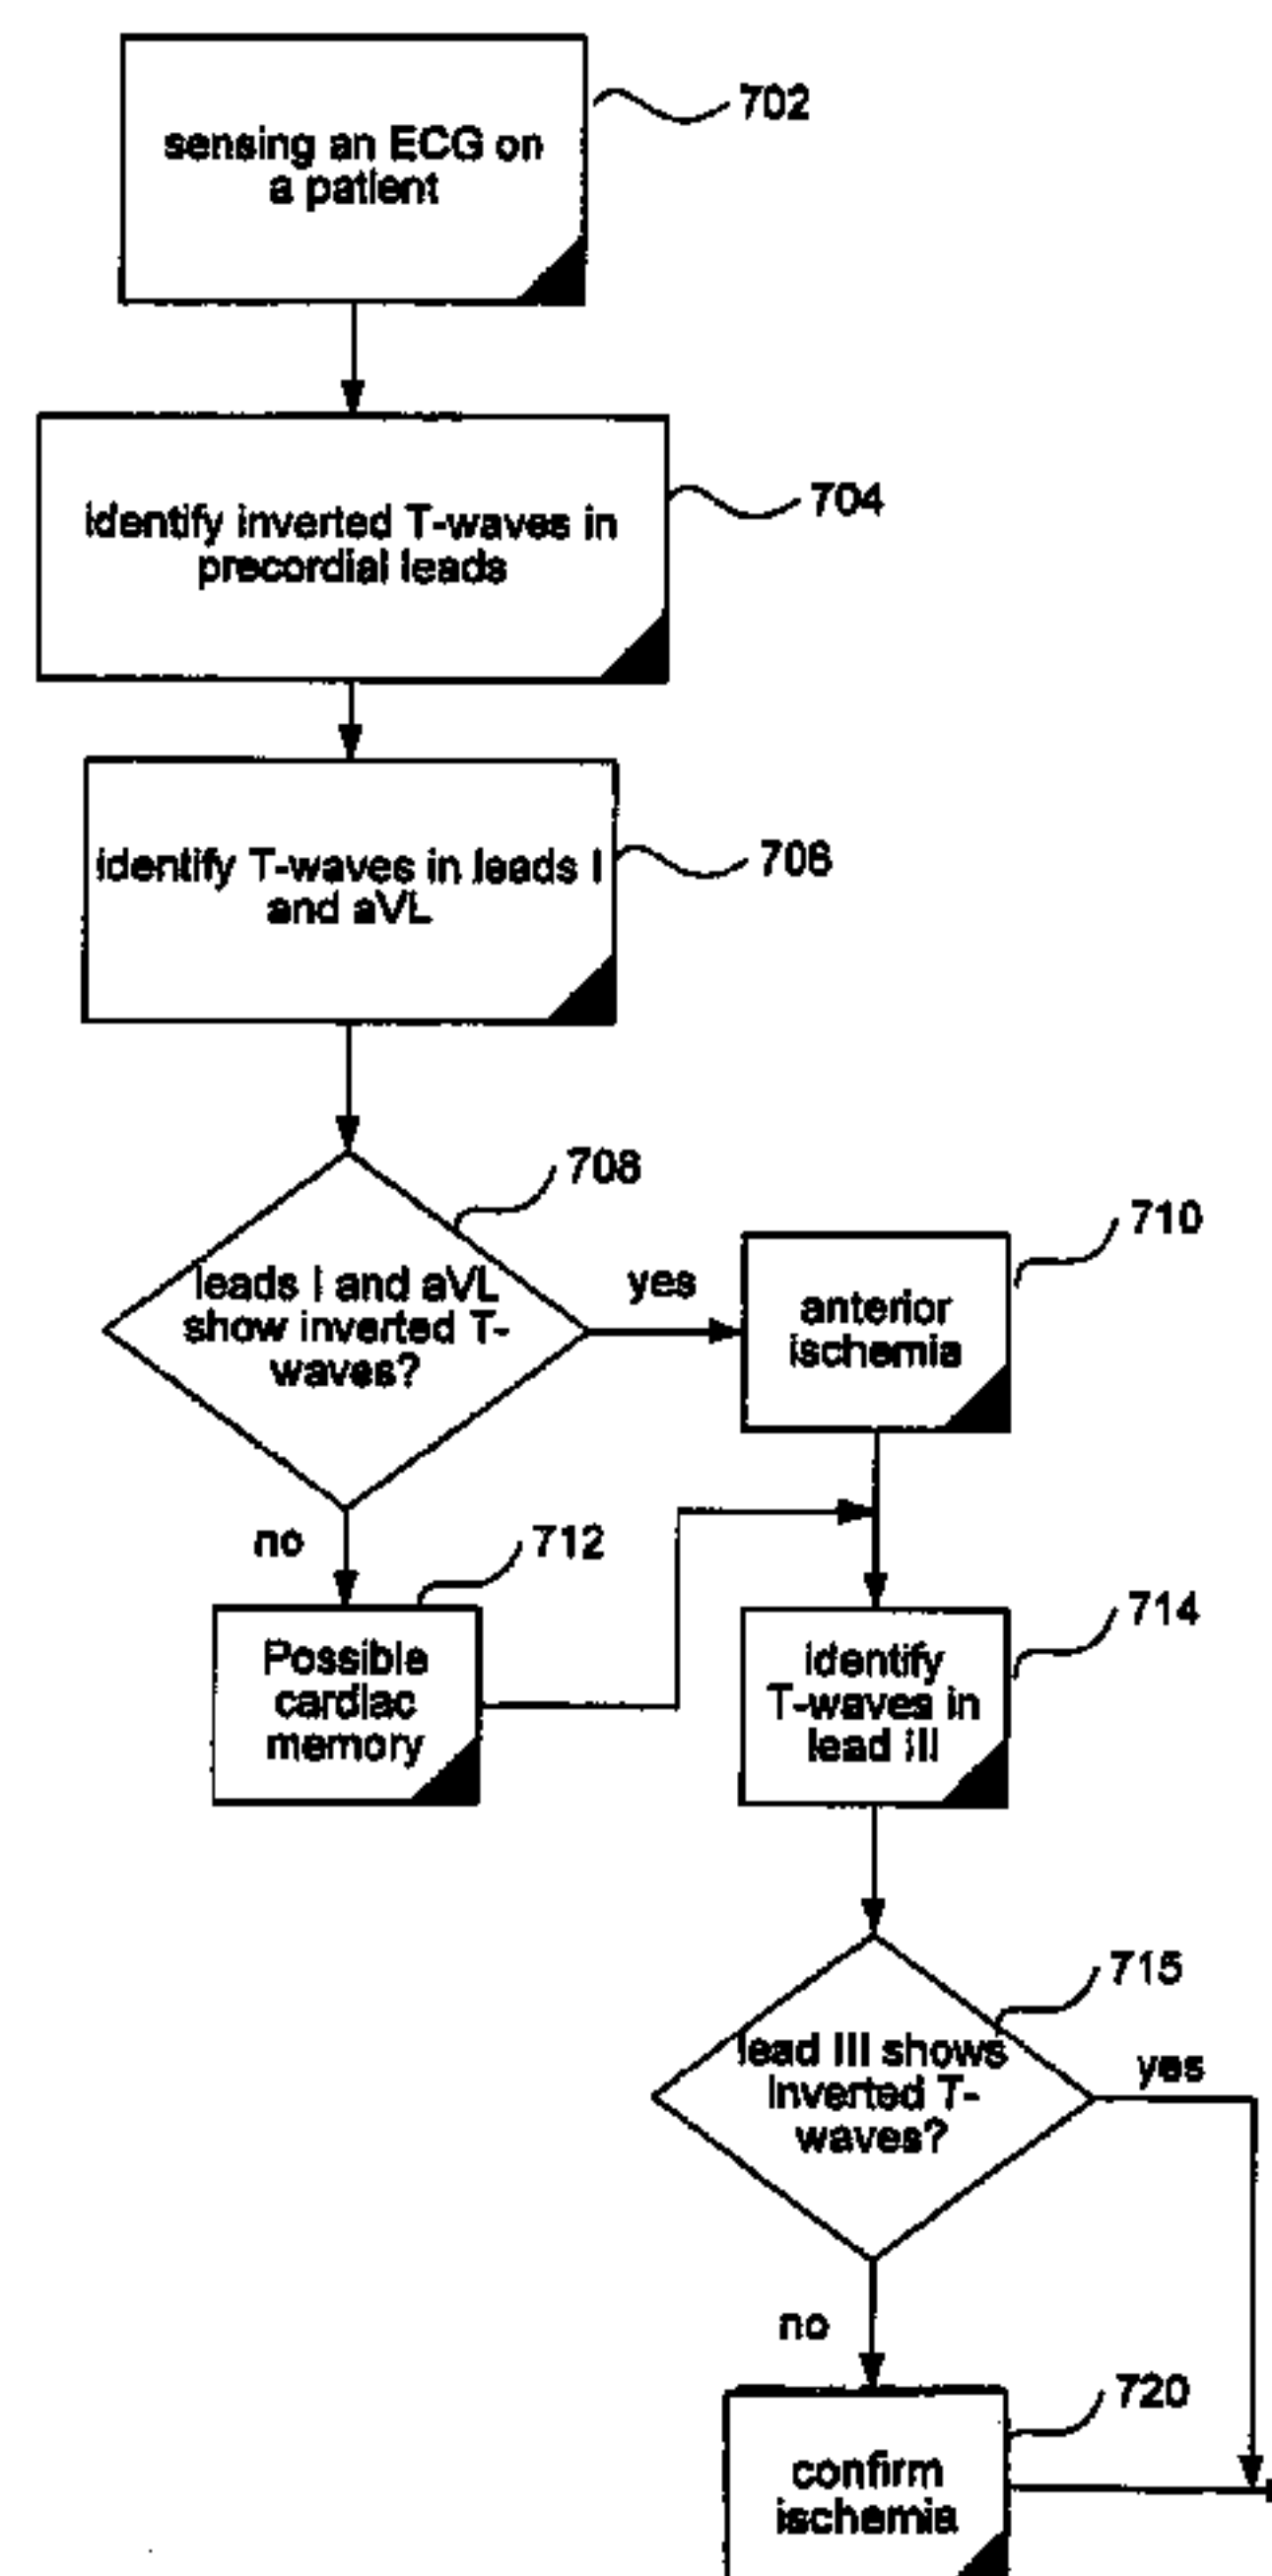 702
sensing an ECG on
a patient
704
identify inverted T-waves in
precordial leads
706
identify T-waves in leads I
and aVL
708
leads I and aVL
show inverted T-
waves?
yes
710
anterior
ischemia
no
712
Possible
cardiac
memory
714
identify
T-waves in
lead III
715
lead III shows
inverted T-
waves?
yes
no
720
confirm
ischemia